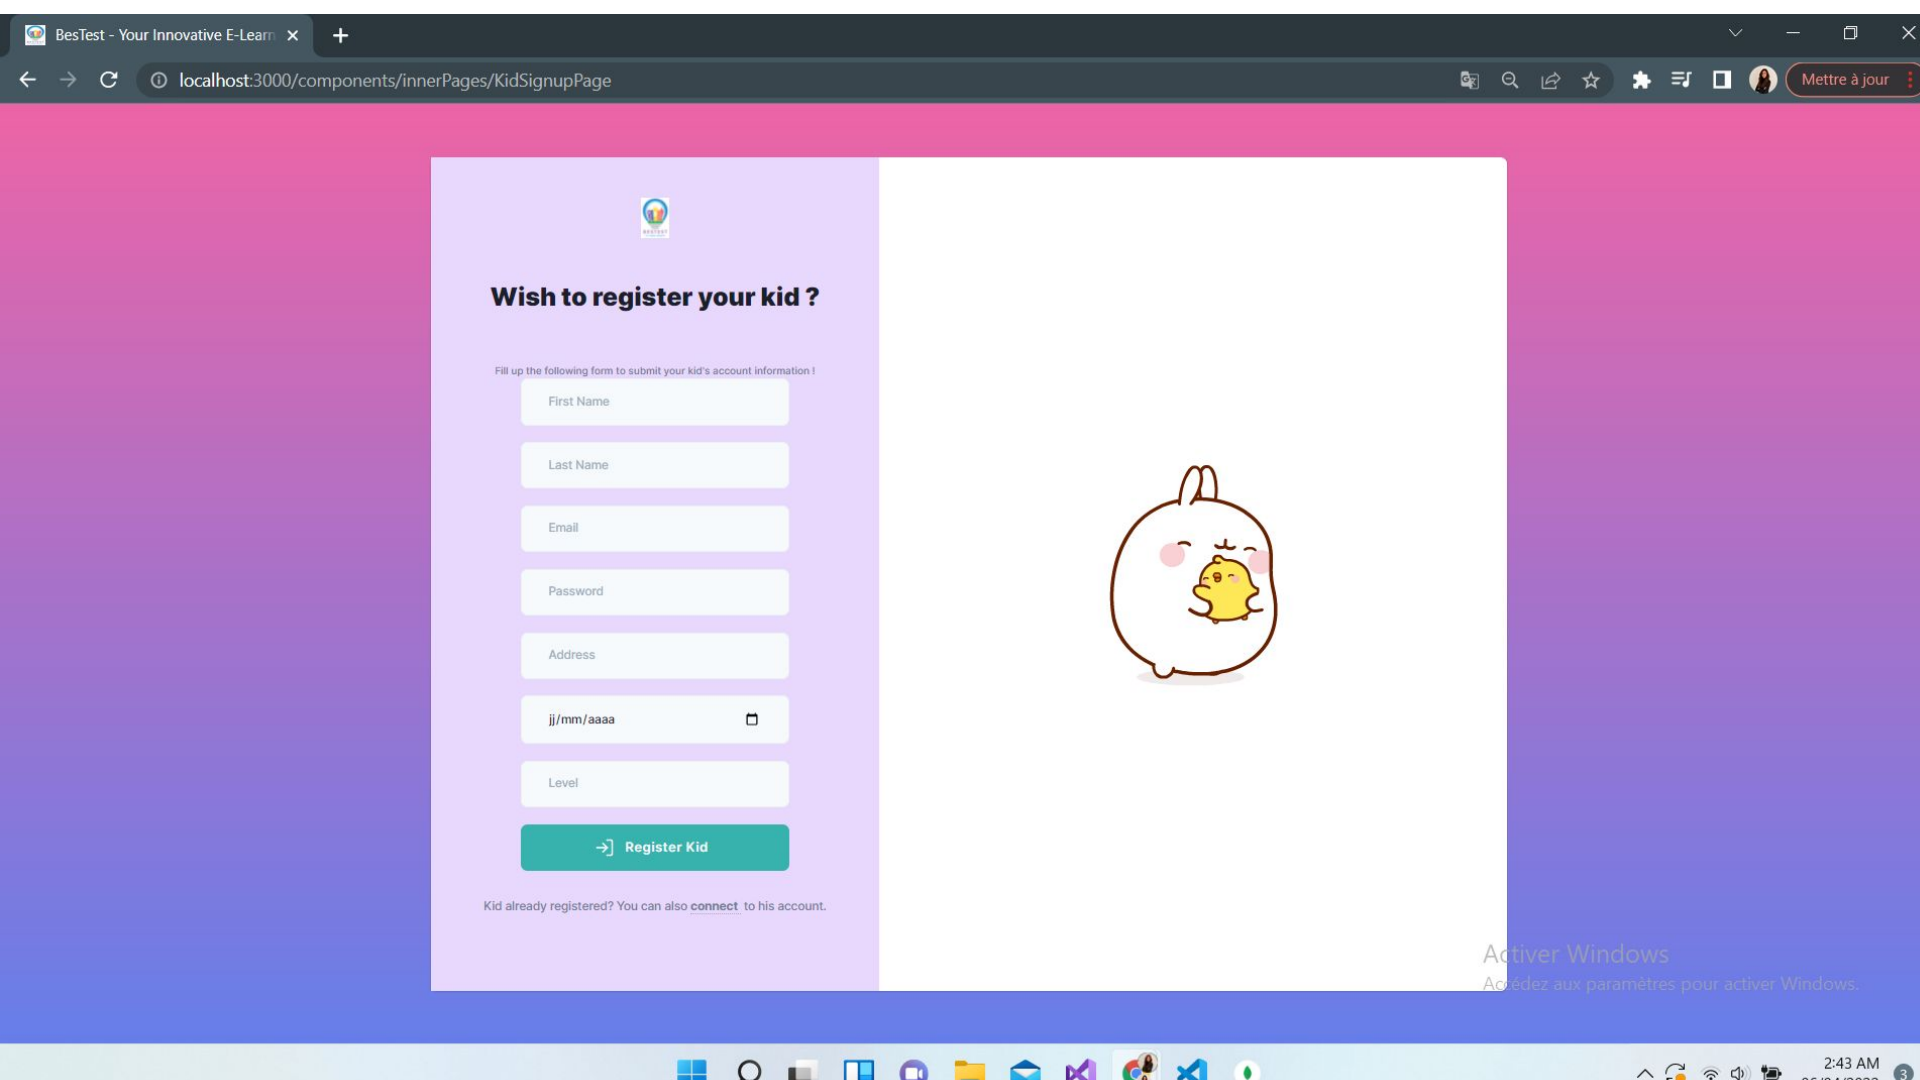 BesTest - Your Innovative E-Learn
localhost:3000/components/innerPages/KidSignupPage
Mettre à jour
BESTEST
Wish to register your kid ?
Fill up the following form to submit your kid's account information !
First Name
Last Name
Email
Password
Address
jj/mm/aaaa
Level
Register Kid
Kid already registered? You can also connect to his account.
Activer Windows
Accédez aux paramètres pour activer Windows.
2:43 AM
3